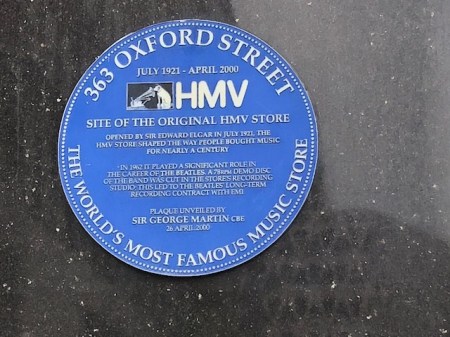 363 OXFORD STREET
JULY 1921 - APRIL 2000
HMV
SITE OF THE ORIGINAL HMV STORE
OPENED BY SIR EDWARD ELGAR IN JULY 1921, THE
HMV STORE SHAPED THE WAY PEOPLE BOUGHT MUSIC
FOR NEARLY A CENTURY
IN 1962 IT PLAYED A SIGNIFICANT ROLE IN
THE CAREER OF THE BEATLES. A 78RPM DEMO DISC
OF THE BAND WAS CUT IN THE STORE'S RECORDING
STUDIO: THIS LED TO THE BEATLES' LONG-TERM
RECORDING CONTRACT WITH EMI
PLAQUE UNVEILED BY
SIR GEORGE MARTIN CBE
26 APRIL 2000
THE WORLD'S MOST FAMOUS MUSIC STORE